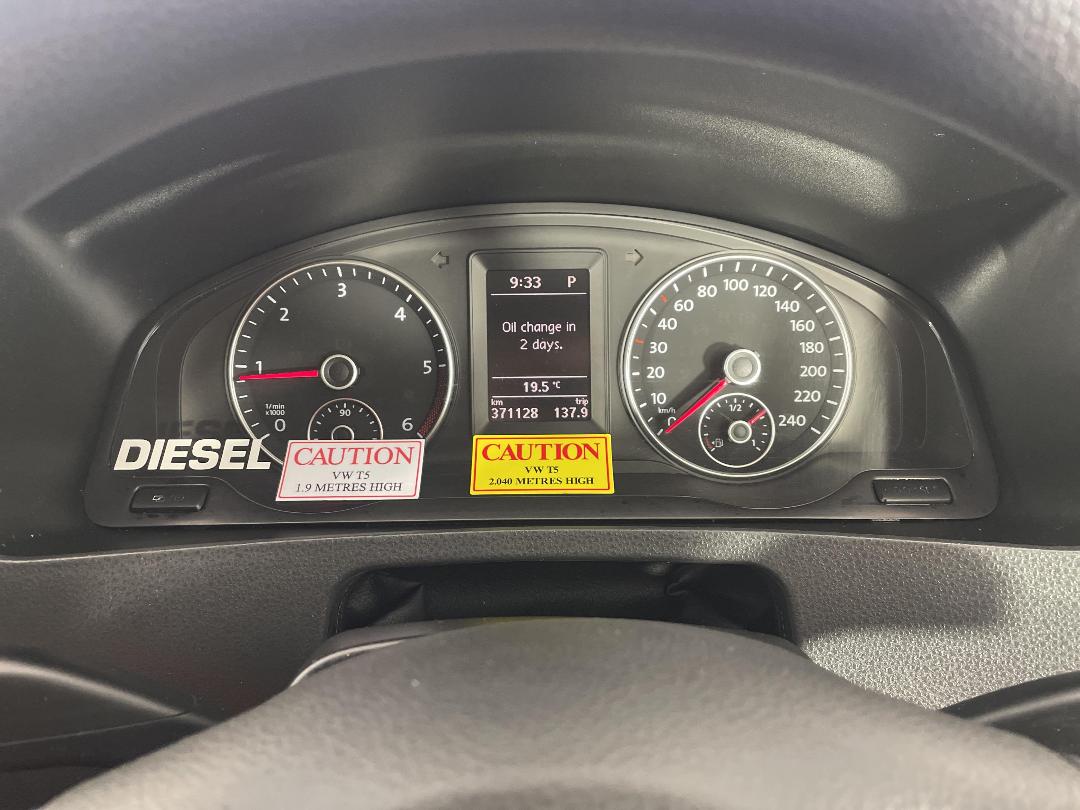 9:33 P
Oil change in
2 days.
19.5 °C
km trip
371128 137.9
0
1
2
3
4
5
6
1/min
x1000
90
0
10
20
30
40
60
80
100
120
140
160
180
200
220
240
km/h
1/2
1
DIESEL
CAUTION
VW T5
1.9 METRES HIGH
CAUTION
VW T5
2.040 METRES HIGH